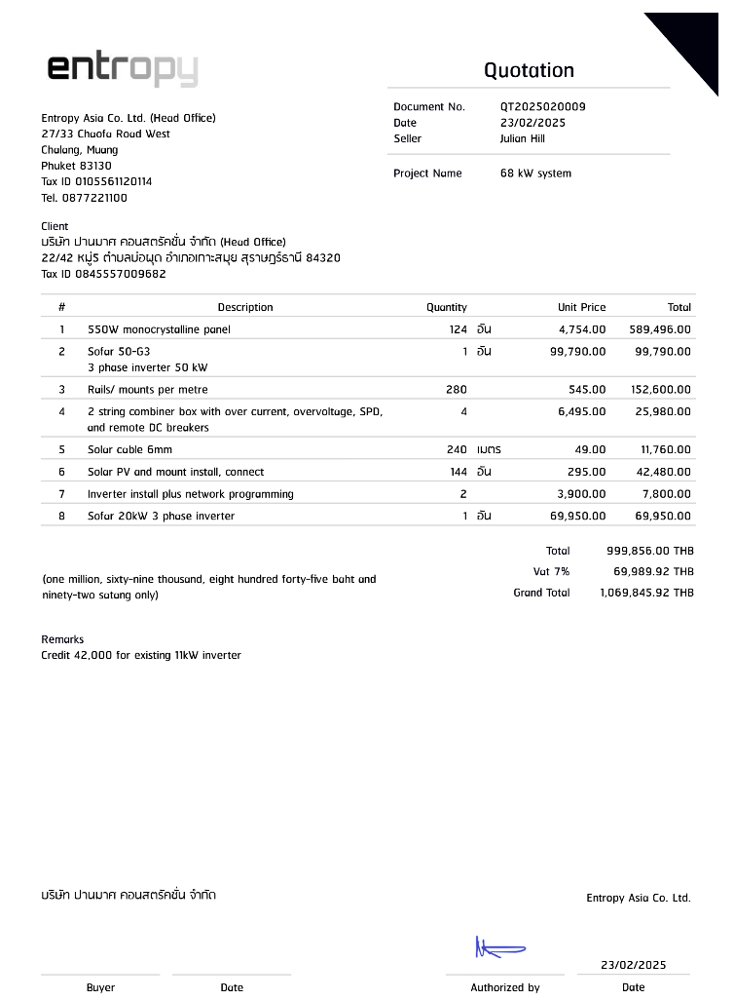 entropy
Quotation
Entropy Asia Co. Ltd. (Head Office)
27/33 Chaofa Road West
Chalang, Muang
Phuket 83130
Tax ID 0105561120114
Tel. 0877221100
Document No. QT2025020009
Date 23/02/2025
Seller Julian Hill
Project Name 68 kW system
Client
บริษัท ปานมาศ คอนสตรัคชั่น จำกัด (Head Office)
22/42 หมู่5 ตำบลบ่อผุด อำเภอเกาะสมุย สุราษฎร์ธานี 84320
Tax ID 0845557009682
# Description Quantity Unit Price Total
1 550W monocrystalline panel 124 อัน 4,754.00 589,496.00
2 Sofar 50-G3 1 อัน 99,790.00 99,790.00
3 phase inverter 50 kW
3 Rails/ mounts per metre 280 545.00 152,600.00
4 2 string combiner box with over current, overvoltage, SPD, 4 6,495.00 25,980.00
and remote DC breakers
5 Solar cable 6mm 240 เมตร 49.00 11,760.00
6 Solar PV and mount install, connect 144 อัน 295.00 42,480.00
7 Inverter install plus network programming 2 3,900.00 7,800.00
8 Sofar 20kW 3 phase inverter 1 อัน 69,950.00 69,950.00
Total 999,856.00 THB
Vat 7% 69,989.92 THB
Grand Total 1,069,845.92 THB
(one million, sixty-nine thousand, eight hundred forty-five baht and
ninety-two satang only)
Remarks
Credit 42,000 for existing 11kW inverter
บริษัท ปานมาศ คอนสตรัคชั่น จำกัด
Entropy Asia Co. Ltd.
23/02/2025
Buyer Date Authorized by Date